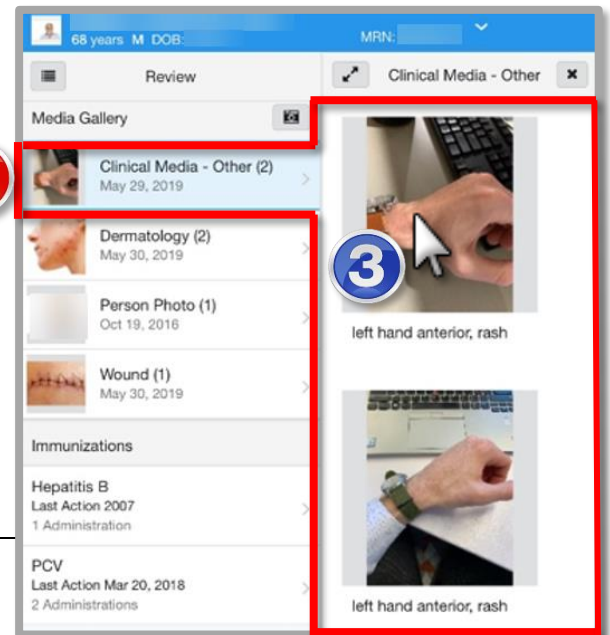 68 years M DOB:
MRN:
Review
Clinical Media - Other
Media Gallery
Clinical Media - Other (2)
May 29, 2019
Dermatology (2)
May 30, 2019
Person Photo (1)
Oct 19, 2016
Wound (1)
May 30, 2019
Immunizations
Hepatitis B
Last Action 2007
1 Administration
PCV
Last Action Mar 20, 2018
2 Administrations
3
left hand anterior, rash
left hand anterior, rash